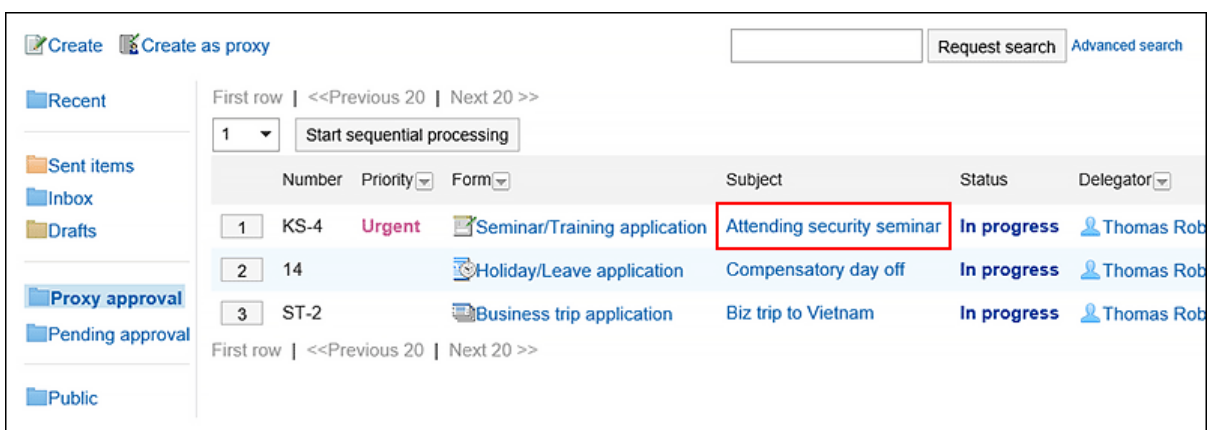 Create Create as proxy Request search Advanced search
Recent
Sent items
Inbox
Drafts
Proxy approval
Pending approval
Public
First row | <<Previous 20 | Next 20 >>
1 Start sequential processing
Number Priority Form Subject Status Delegator
1 KS-4 Urgent Seminar/Training application Attending security seminar In progress Thomas Rob
2 14 Holiday/Leave application Compensatory day off In progress Thomas Rob
3 ST-2 Business trip application Biz trip to Vietnam In progress Thomas Rob
First row | <<Previous 20 | Next 20 >>